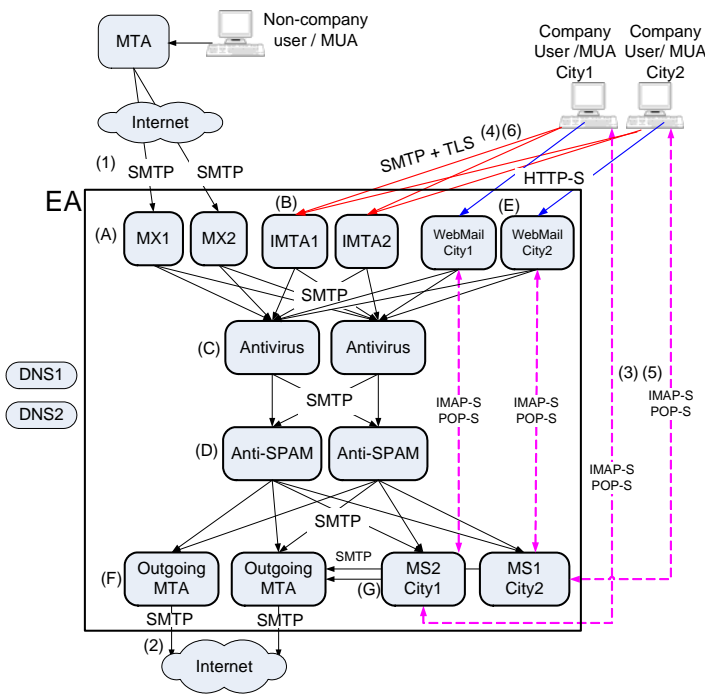 Non-company
user / MUA
MTA
Company
User /MUA
City1
Company
User/ MUA
City2
Internet
(1)
SMTP
SMTP
SMTP + TLS
(4)(6)
HTTP-S
EA
(A)
MX1
MX2
(B)
IMTA1
IMTA2
WebMail
City1
(E)
WebMail
City2
SMTP
(C)
Antivirus
Antivirus
DNS1
DNS2
SMTP
IMAP-S
POP-S
IMAP-S
POP-S
(3) (5)
IMAP-S
POP-S
IMAP-S
POP-S
(D)
Anti-SPAM
Anti-SPAM
SMTP
(F)
Outgoing
MTA
Outgoing
MTA
SMTP
(G)
MS2
City1
MS1
City2
SMTP
SMTP
(2)
Internet